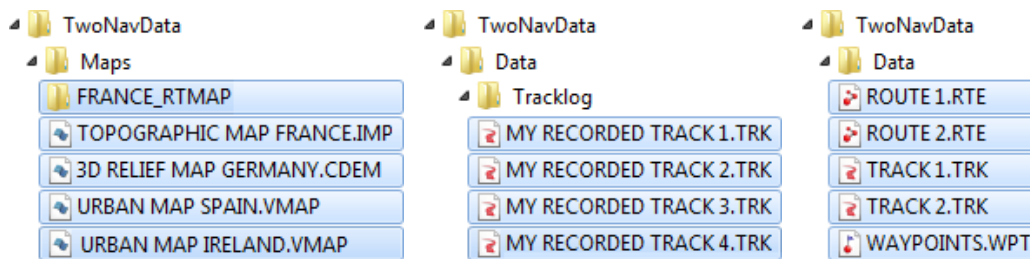 TwoNavData
Maps
FRANCE_RTMAP
TOPOGRAPHIC MAP FRANCE.IMP
3D RELIEF MAP GERMANY.CDEM
URBAN MAP SPAIN.VMAP
URBAN MAP IRELAND.VMAP
TwoNavData
Data
Tracklog
MY RECORDED TRACK 1.TRK
MY RECORDED TRACK 2.TRK
MY RECORDED TRACK 3.TRK
MY RECORDED TRACK 4.TRK
TwoNavData
Data
ROUTE 1.RTE
ROUTE 2.RTE
TRACK 1.TRK
TRACK 2.TRK
WAYPOINTS.WPT